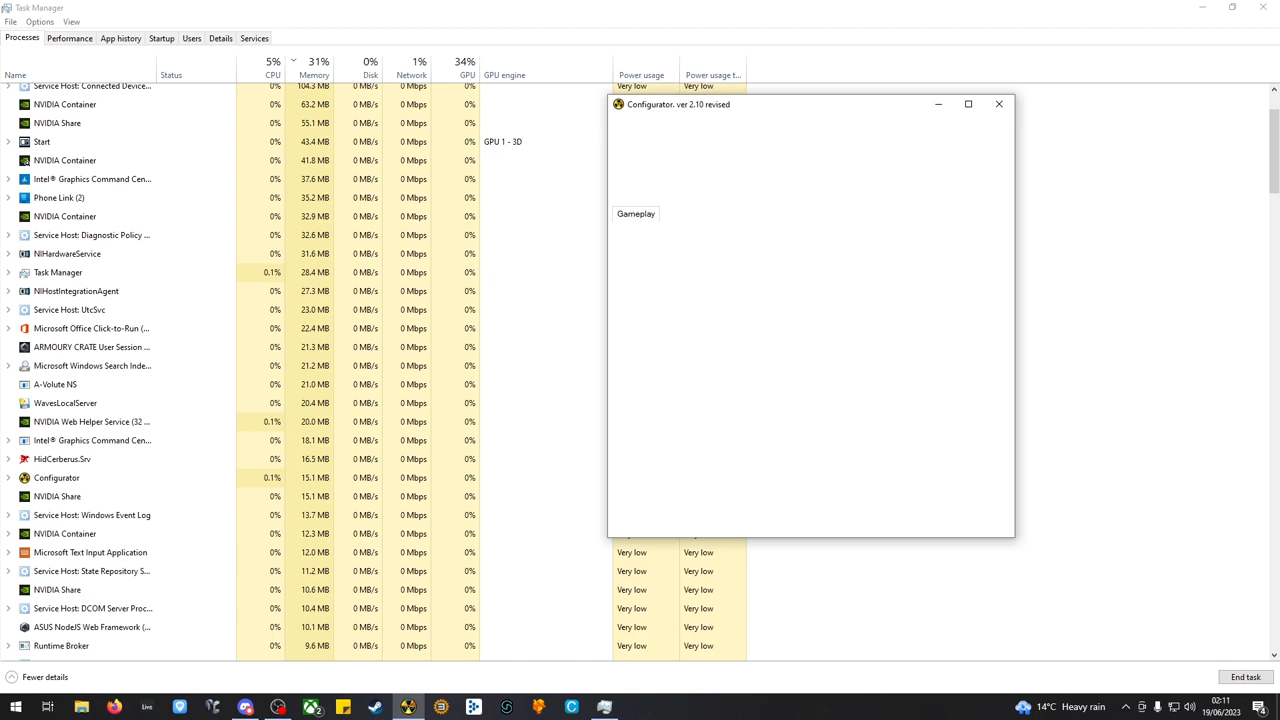 Task Manager
File Options View
Processes Performance App history Startup Users Details Services
5% 31% 0% 1% 34%
Name Status CPU Memory Disk Network GPU GPU engine Power usage Power usage t...
Service Host: Connected Device... 0% 104.3 MB 0 MB/s 0 Mbps 0% Very low Very low
NVIDIA Container 0% 63.2 MB 0 MB/s 0 Mbps 0%
NVIDIA Share 0% 55.1 MB 0 MB/s 0 Mbps 0%
Start 0% 43.4 MB 0 MB/s 0 Mbps 0% GPU 1 - 3D
NVIDIA Container 0% 41.8 MB 0 MB/s 0 Mbps 0%
Intel® Graphics Command Cen... 0% 37.6 MB 0 MB/s 0 Mbps 0%
Phone Link (2) 0% 35.2 MB 0 MB/s 0 Mbps 0%
NVIDIA Container 0% 32.9 MB 0 MB/s 0 Mbps 0%
Service Host: Diagnostic Policy ... 0% 32.6 MB 0 MB/s 0 Mbps 0%
NIHardwareService 0% 31.6 MB 0 MB/s 0 Mbps 0%
Task Manager 0.1% 28.4 MB 0 MB/s 0 Mbps 0%
NIHostIntegrationAgent 0% 27.3 MB 0 MB/s 0 Mbps 0%
Service Host: UtcSvc 0% 23.0 MB 0 MB/s 0 Mbps 0%
Microsoft Office Click-to-Run (... 0% 22.4 MB 0 MB/s 0 Mbps 0%
ARMOURY CRATE User Session ... 0% 21.3 MB 0 MB/s 0 Mbps 0%
Microsoft Windows Search Inde... 0% 21.2 MB 0 MB/s 0 Mbps 0%
A-Volute NS 0% 21.0 MB 0 MB/s 0 Mbps 0%
WavesLocalServer 0% 20.4 MB 0 MB/s 0 Mbps 0%
NVIDIA Web Helper Service (32 ... 0.1% 20.0 MB 0 MB/s 0 Mbps 0%
Intel® Graphics Command Cen... 0% 18.1 MB 0 MB/s 0 Mbps 0%
HidCerberus.Srv 0% 16.5 MB 0 MB/s 0 Mbps 0%
Configurator 0.1% 15.1 MB 0 MB/s 0 Mbps 0%
NVIDIA Share 0% 15.1 MB 0 MB/s 0 Mbps 0%
Service Host: Windows Event Log 0% 13.7 MB 0 MB/s 0 Mbps 0%
NVIDIA Container 0% 12.3 MB 0 MB/s 0 Mbps 0%
Microsoft Text Input Application 0% 12.0 MB 0 MB/s 0 Mbps 0% Very low Very low
Service Host: State Repository S... 0% 11.2 MB 0 MB/s 0 Mbps 0% Very low Very low
NVIDIA Share 0% 10.6 MB 0 MB/s 0 Mbps 0% Very low Very low
Service Host: DCOM Server Proc... 0% 10.4 MB 0 MB/s 0 Mbps 0% Very low Very low
ASUS NodeJS Web Framework (... 0% 10.1 MB 0 MB/s 0 Mbps 0% Very low Very low
Runtime Broker 0% 9.6 MB 0 MB/s 0 Mbps 0% Very low Very low
Configurator. ver 2.10 revised
Gameplay
Fewer details End task
Live 14°C Heavy rain 02:11
19/06/2023